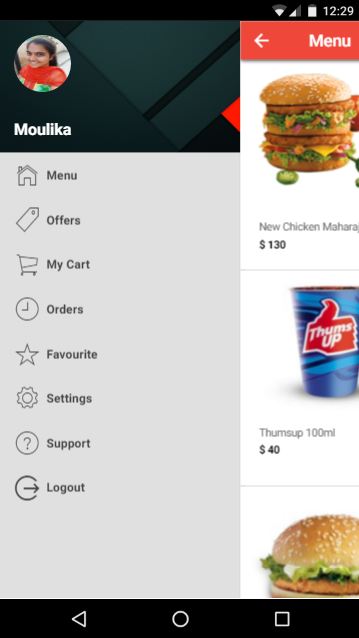 12:29
Menu
Moulika
Menu
Offers
My Cart
Orders
Favourite
Settings
Support
Logout
New Chicken Maharaj
$ 130
Thums
UP
Thumsup 100ml
$ 40